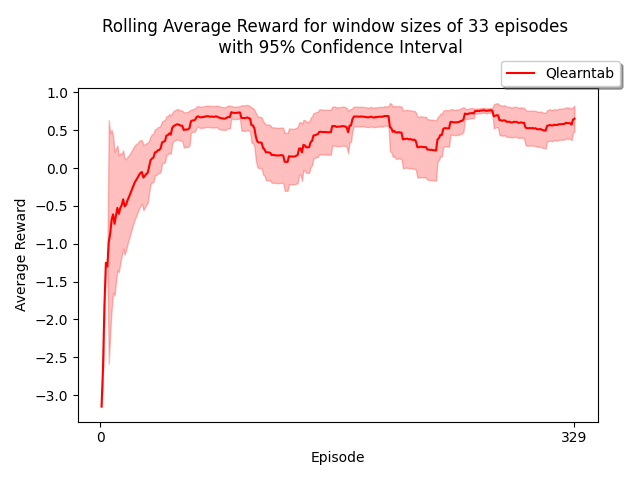 Rolling Average Reward for window sizes of 33 episodes
with 95% Confidence Interval
Qlearntab
1.0
0.5
0.0
−0.5
−1.0
−1.5
−2.0
−2.5
−3.0
Average Reward
0
329
Episode